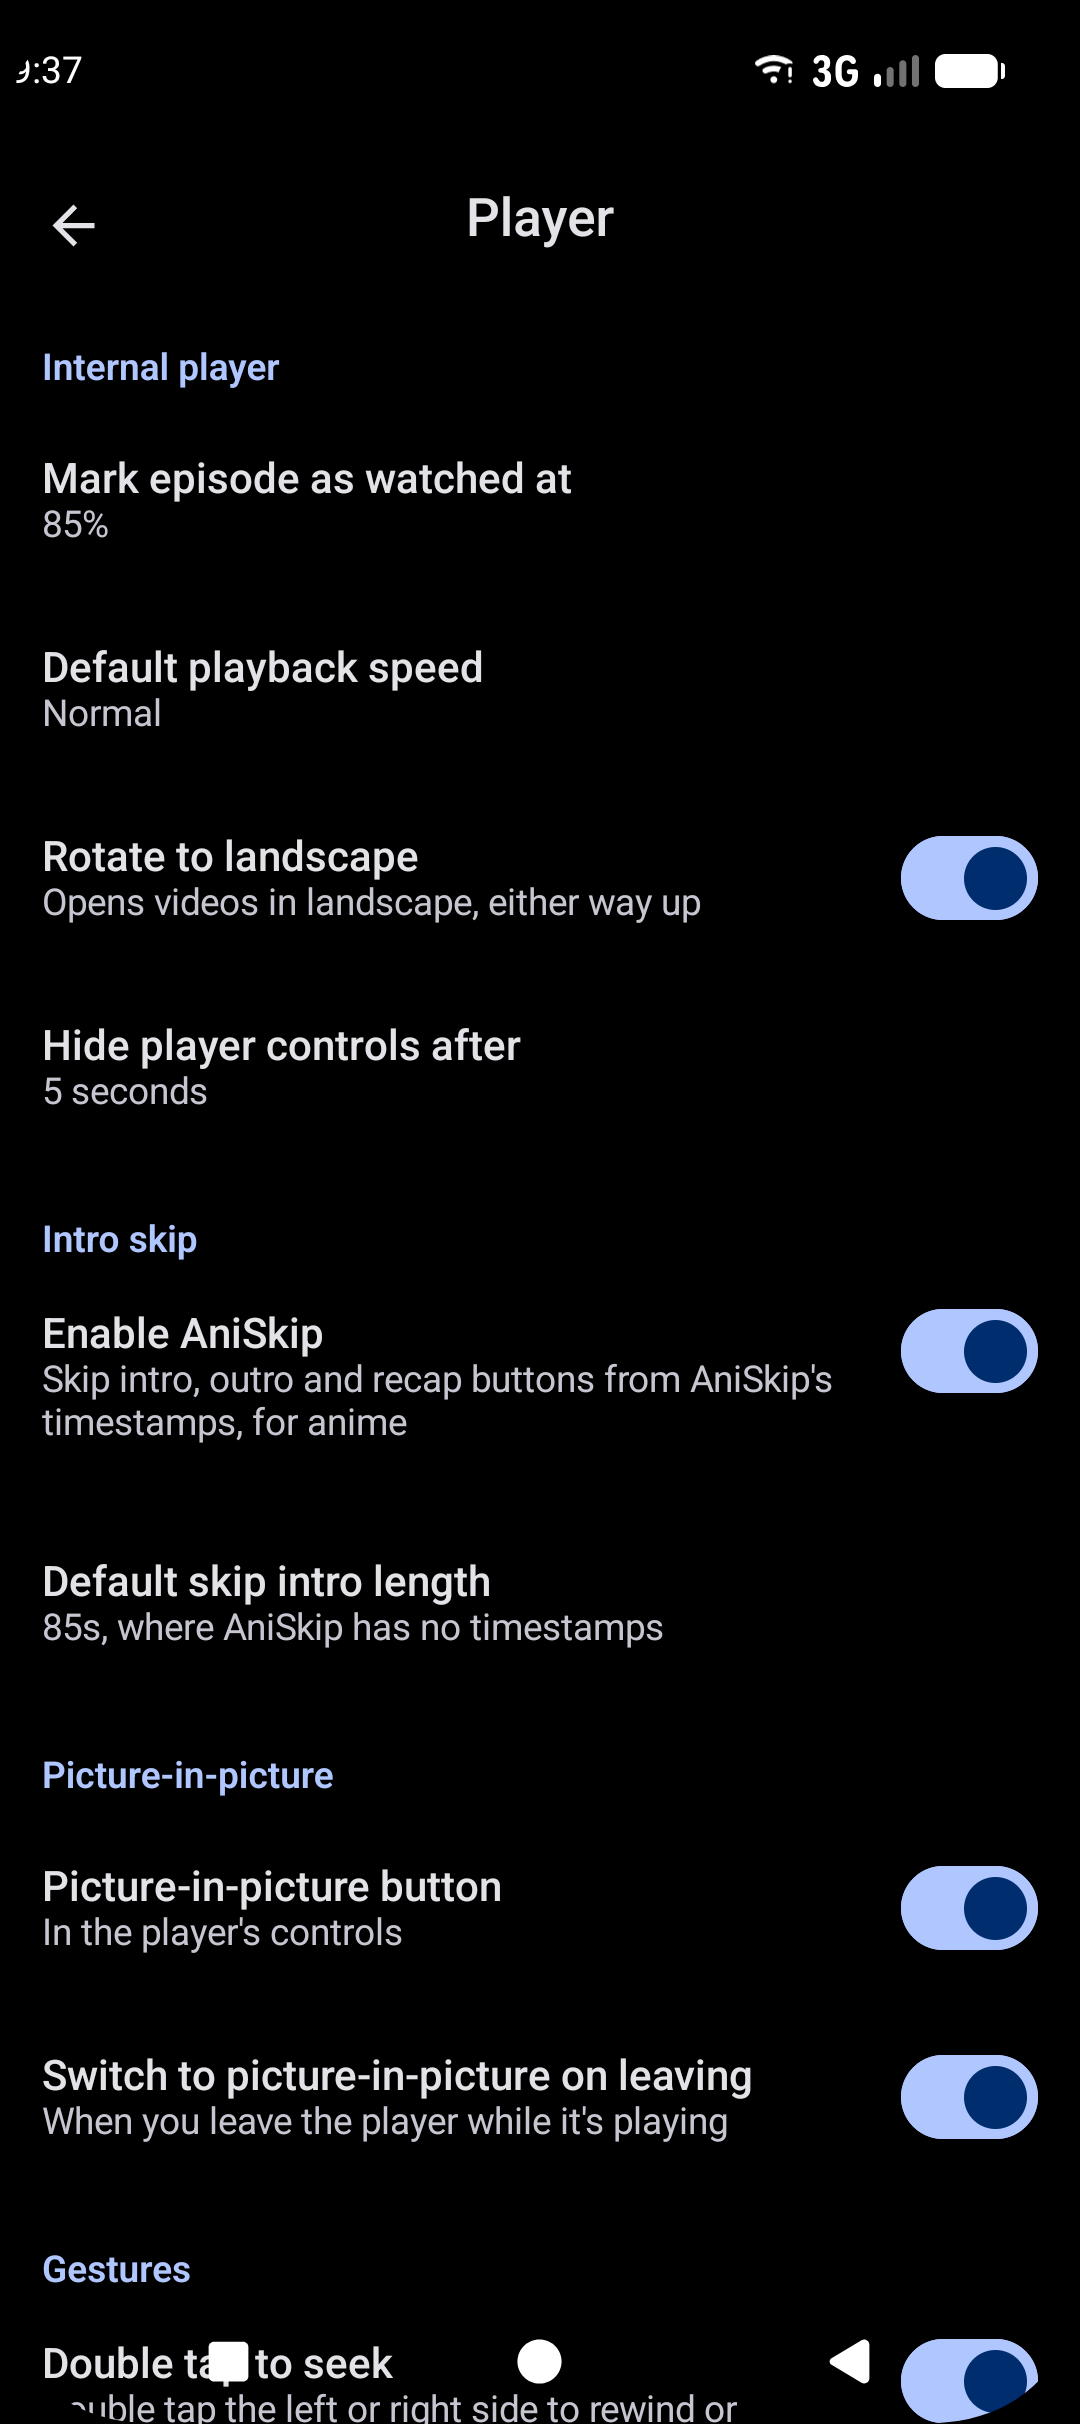 :37
3G
Player
Internal player
Mark episode as watched at
85%
Default playback speed
Normal
Rotate to landscape
Opens videos in landscape, either way up
Hide player controls after
5 seconds
Intro skip
Enable AniSkip
Skip intro, outro and recap buttons from AniSkip's
timestamps, for anime
Default skip intro length
85s, where AniSkip has no timestamps
Picture-in-picture
Picture-in-picture button
In the player's controls
Switch to picture-in-picture on leaving
When you leave the player while it's playing
Gestures
Double tap to seek
tap the left or right side to rewind or